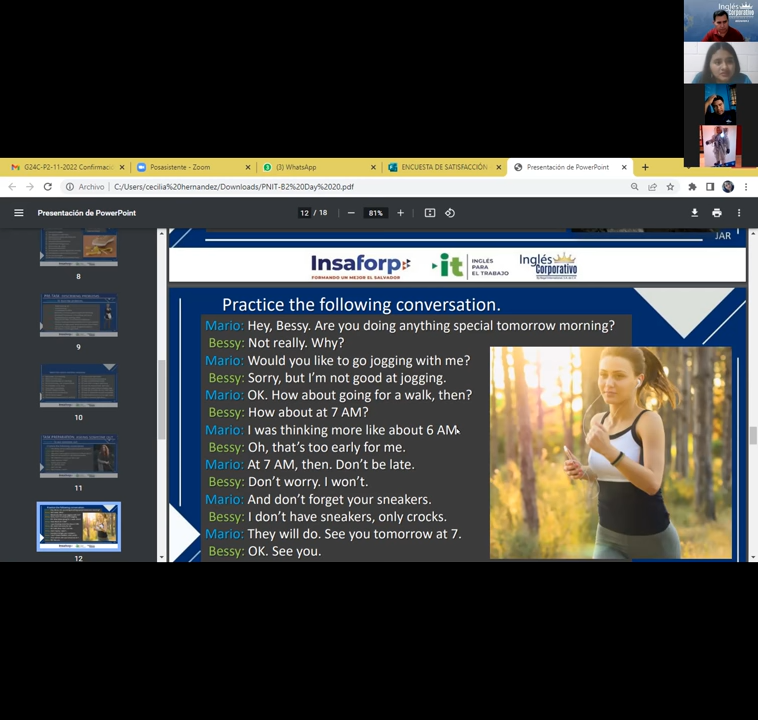 Inglés
Corporativo
G24C-P2-11-2022 Confirmaci
Posasistente - Zoom
(3) WhatsApp
ENCUESTA DE SATISFACCIÓN
Presentación de PowerPoint
Archivo
C:/Users/cecilia%20hernandez/Downloads/PNIT-B2%20Day%2020.pdf
Presentación de PowerPoint
12 / 18
81%
JAR
8
9
10
11
12
Insaforp
FORMANDO UN MEJOR EL SALVADOR
it
INGLÉS
PARA
EL TRABAJO
Inglés
Corporativo
Practice the following conversation.
Mario: Hey, Bessy. Are you doing anything special tomorrow morning?
Bessy: Not really. Why?
Mario: Would you like to go jogging with me?
Bessy: Sorry, but I'm not good at jogging.
Mario: OK. How about going for a walk, then?
Bessy: How about at 7 AM?
Mario: I was thinking more like about 6 AM.
Bessy: Oh, that's too early for me.
Mario: At 7 AM, then. Don't be late.
Bessy: Don't worry. I won't.
Mario: And don't forget your sneakers.
Bessy: I don't have sneakers, only crocks.
Mario: They will do. See you tomorrow at 7.
Bessy: OK. See you.